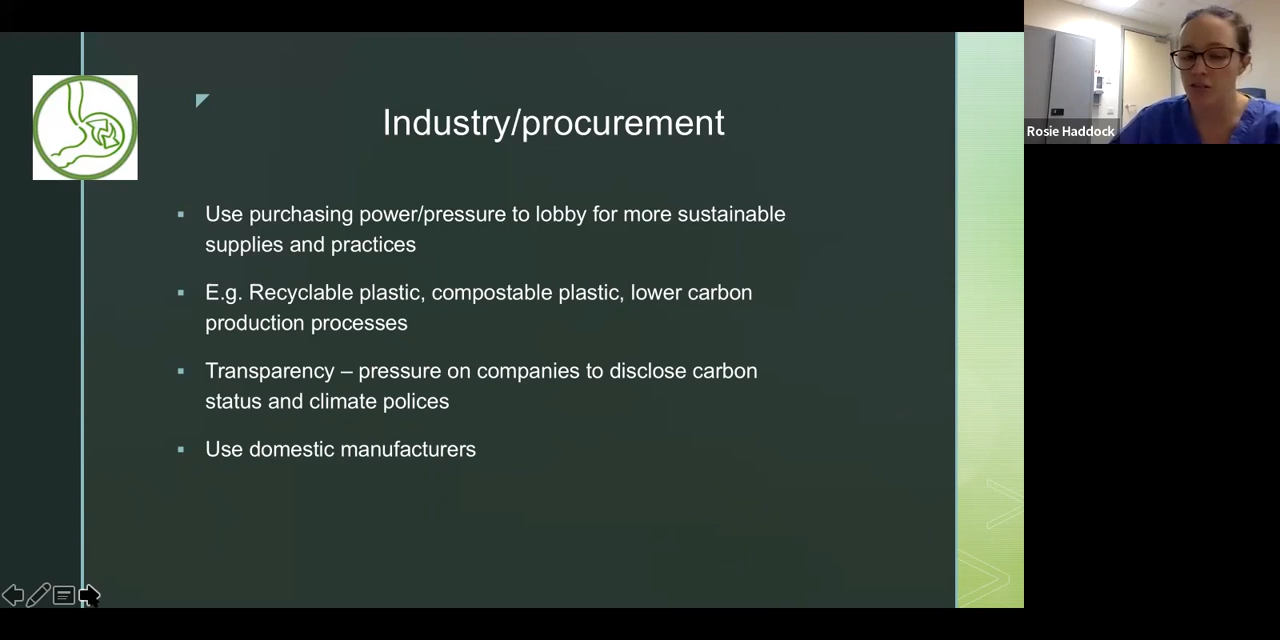 Industry/procurement
Use purchasing power/pressure to lobby for more sustainable
supplies and practices
E.g. Recyclable plastic, compostable plastic, lower carbon
production processes
Transparency – pressure on companies to disclose carbon
status and climate polices
Use domestic manufacturers
Rosie Haddock